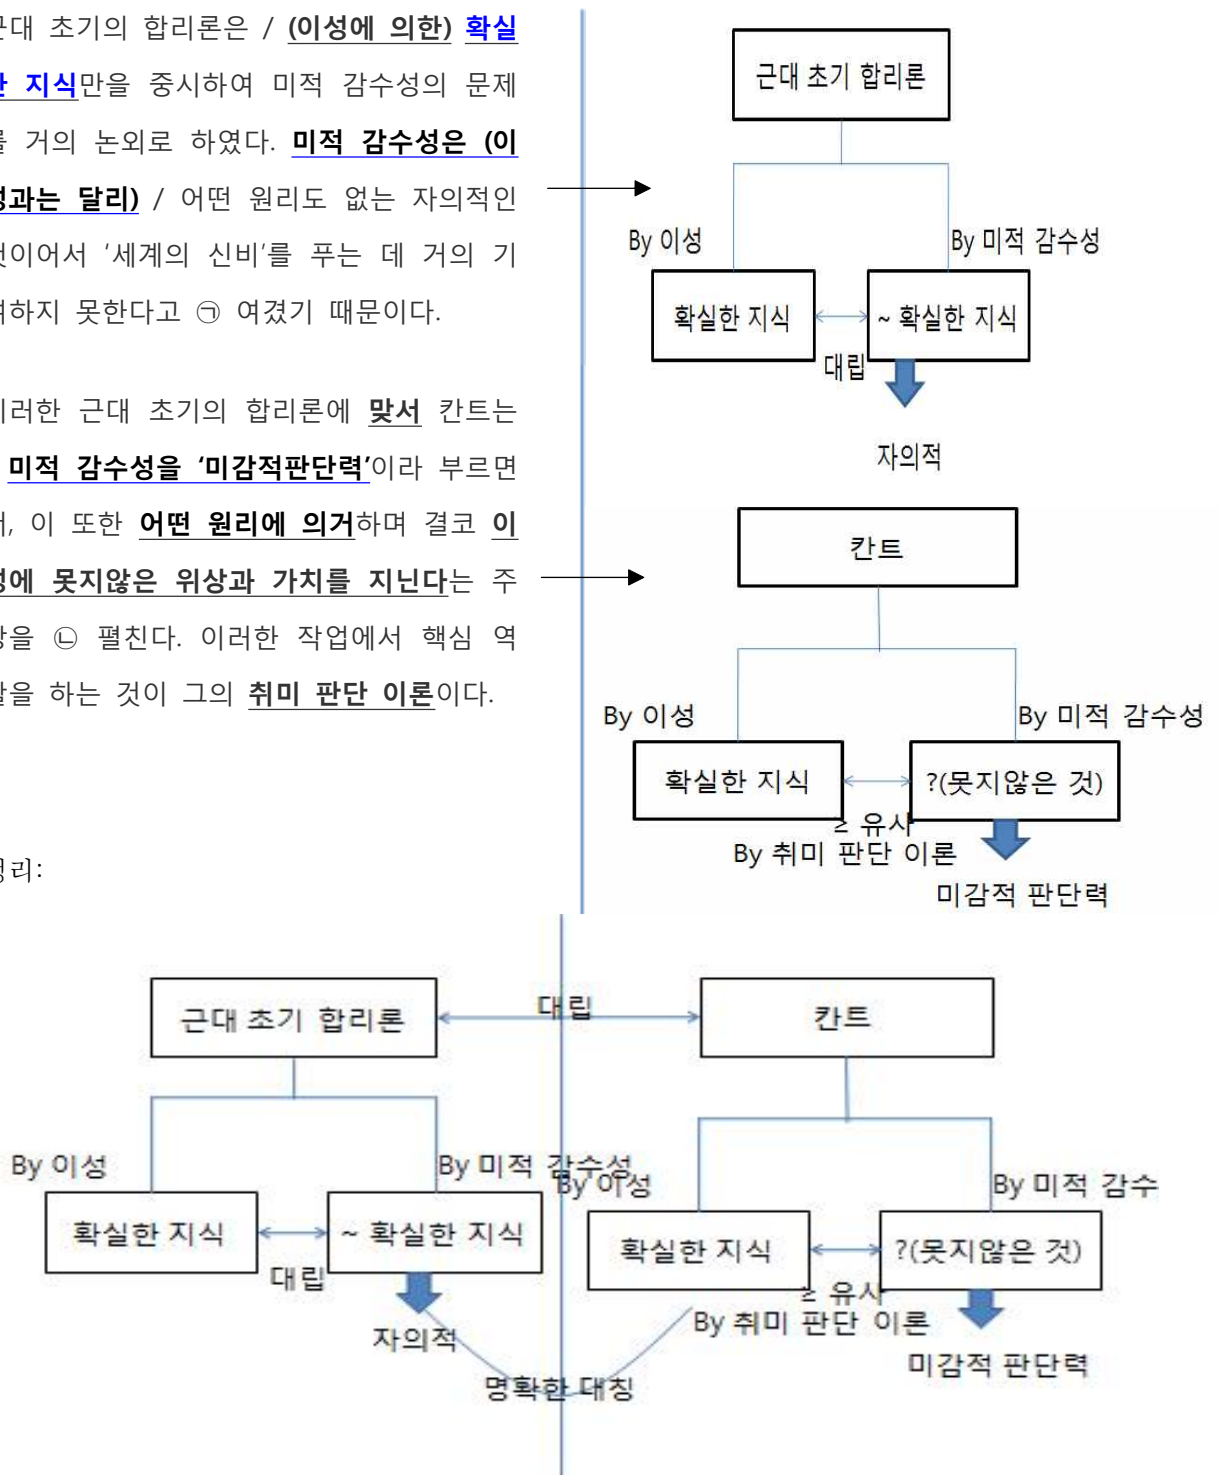 근대 초기의 합리론은 / (이성에 의한) 확실
한 지식만을 중시하여 미적 감수성의 문제
를 거의 논외로 하였다. 미적 감수성은 (이
성과는 달리) / 어떤 원리도 없는 자의적인
것이어서 ‘세계의 신비’를 푸는 데 거의 기
여하지 못한다고 ㉠ 여겼기 때문이다.
이러한 근대 초기의 합리론에 맞서 칸트는
미적 감수성을 ‘미감적판단력’이라 부르면
서, 이 또한 어떤 원리에 의거하며 결코 이
성에 못지않은 위상과 가치를 지닌다는 주
장을 ㉡ 펼친다. 이러한 작업에서 핵심 역
할을 하는 것이 그의 취미 판단 이론이다.
근대 초기 합리론
By 이성
By 미적 감수성
확실한 지식
~ 확실한 지식
대립
자의적
칸트
By 이성
By 미적 감수성
확실한 지식
?(못지않은 것)
≥ 유사
By 취미 판단 이론
미감적 판단력
정리:
근대 초기 합리론
대립
칸트
By 이성
By 미적 감수성
확실한 지식
~ 확실한 지식
대립
자의적
By 이성
By 미적 감수
확실한 지식
?(못지않은 것)
≥ 유사
By 취미 판단 이론
미감적 판단력
명확한 대칭